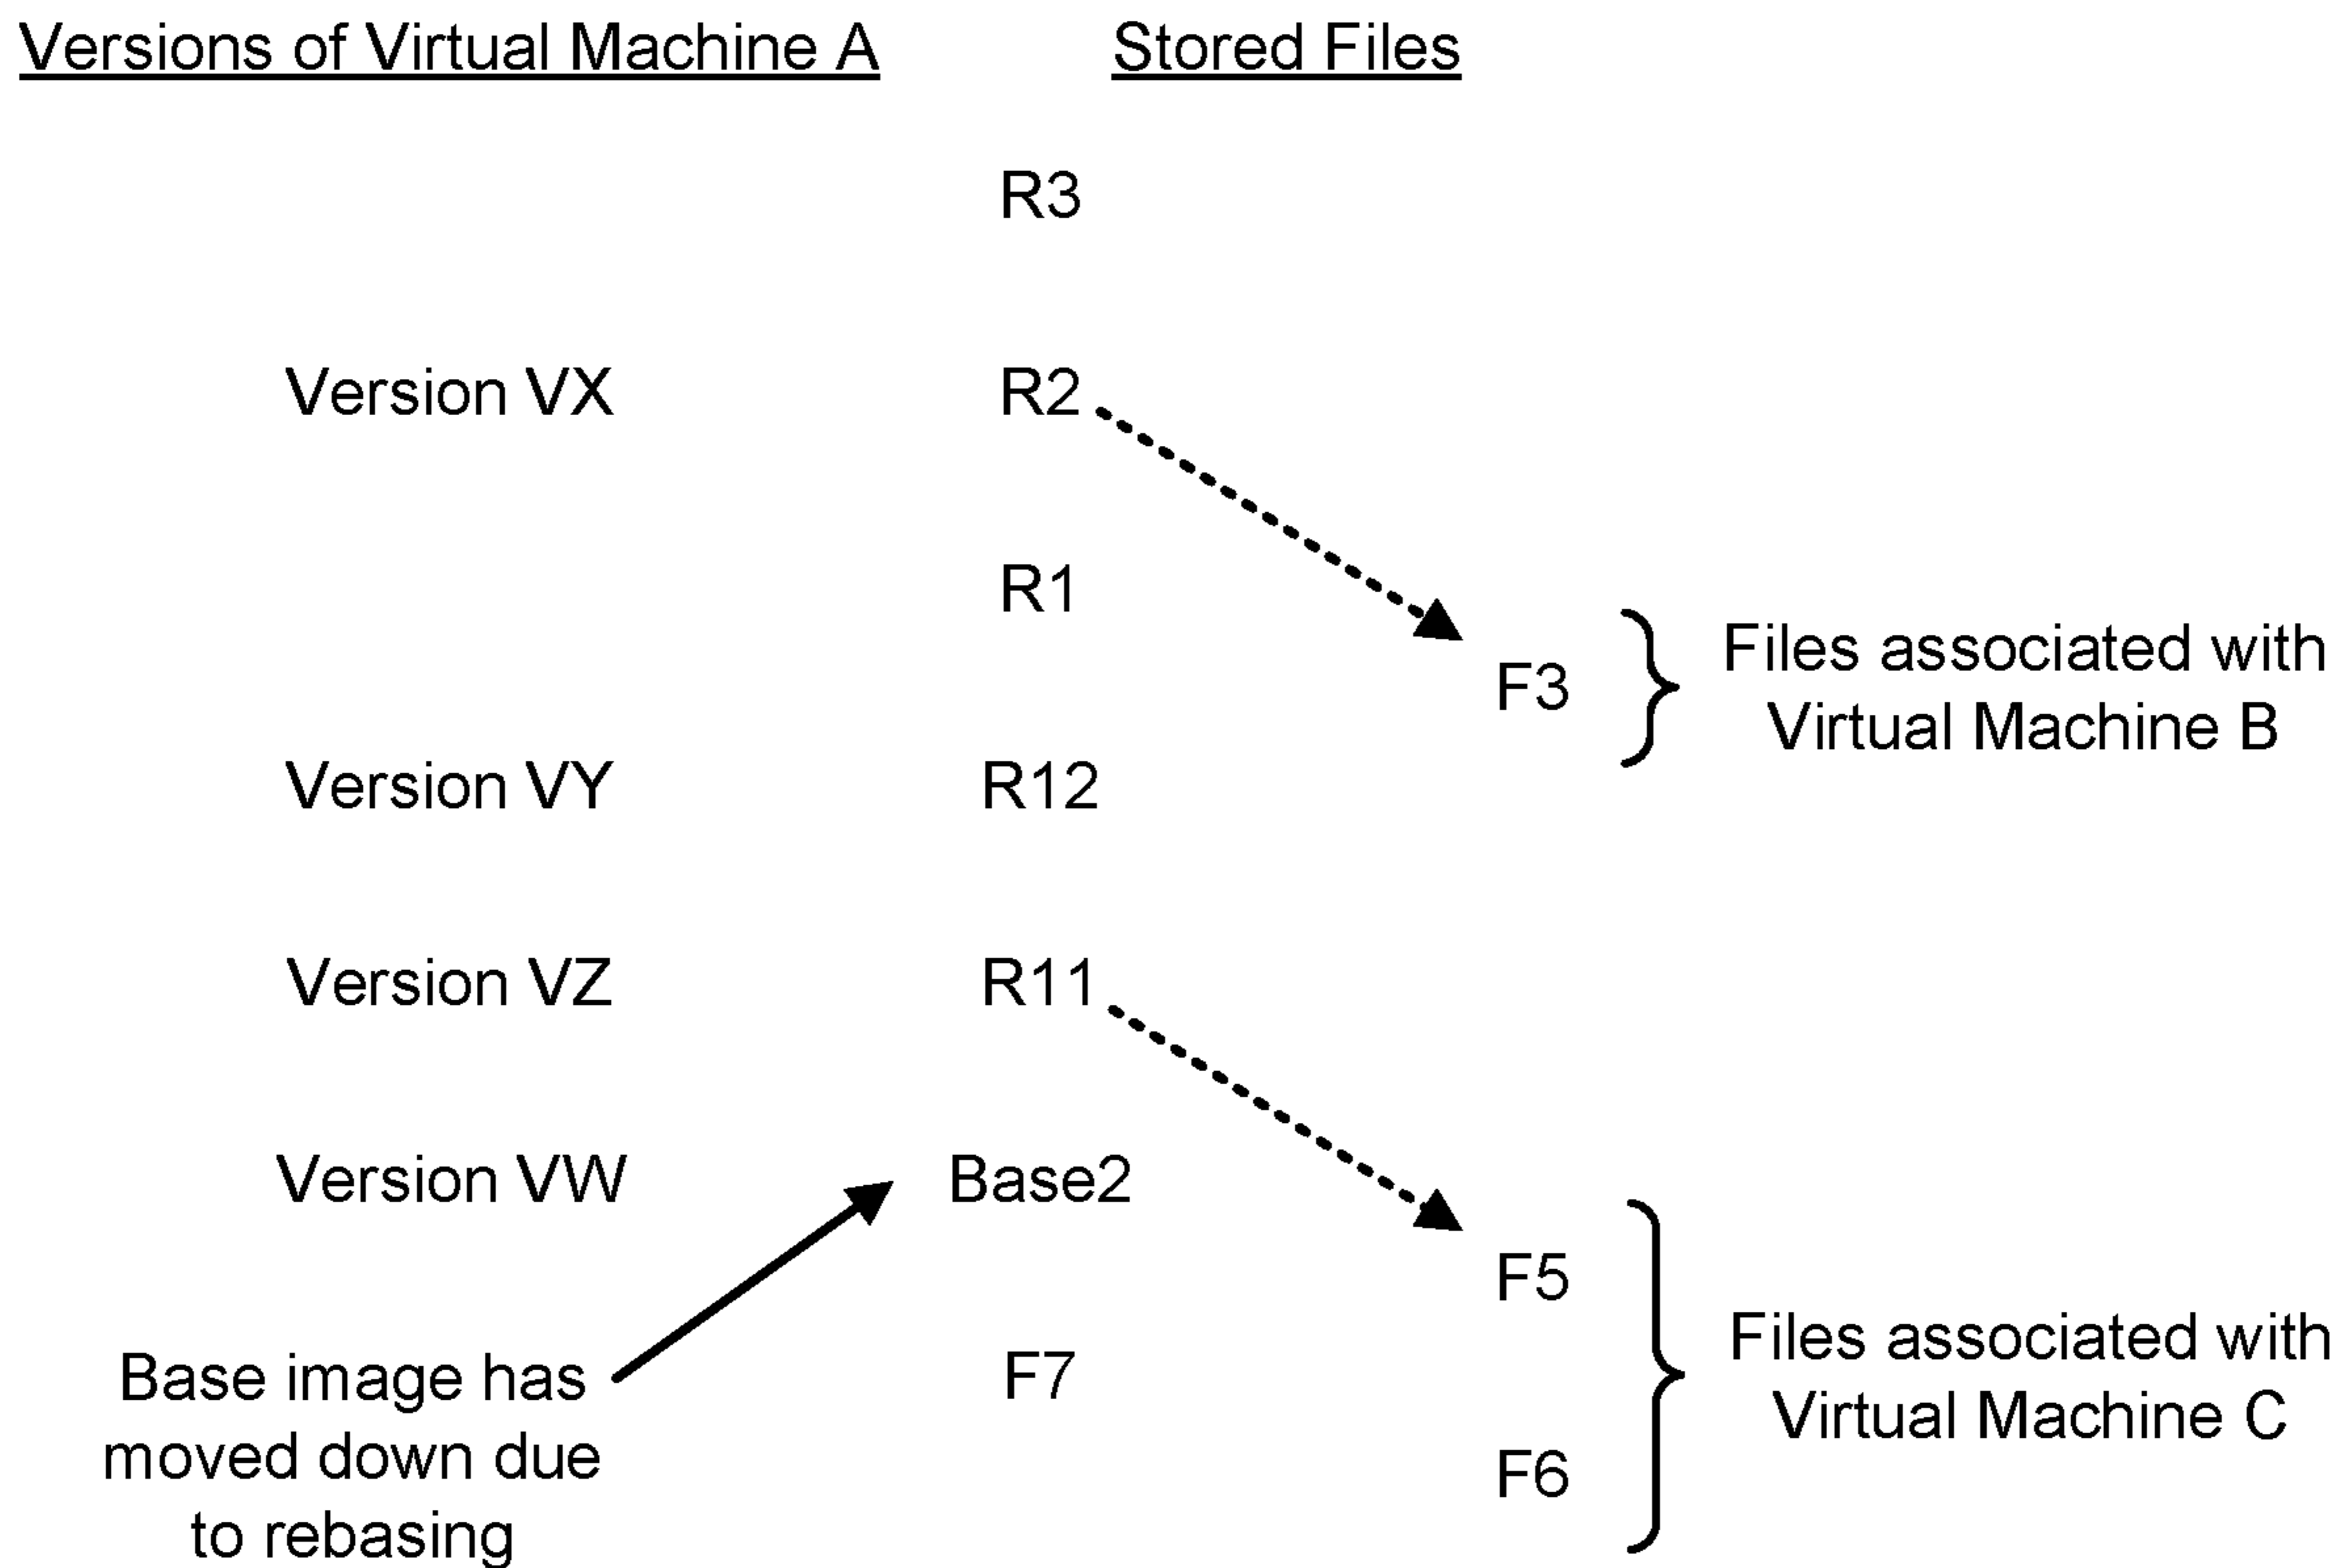 Versions of Virtual Machine A
Stored Files
R3
Version VX
R2
R1
F3
Files associated with
Virtual Machine B
Version VY
R12
Version VZ
R11
Version VW
Base2
F5
Base image has
moved down due
to rebasing
F7
F6
Files associated with
Virtual Machine C